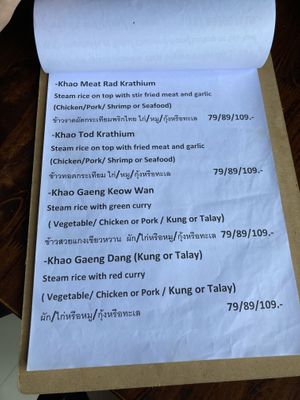 -Khao Meat Rad Krathium
Steam rice on top with stir fried meat and garlic
(Chicken/Pork/ Shrimp or Seafood)
ข้าวราดผัดกระเทียมพริกไทย ไก่/หมู/กุ้งหรือทะเล 79/89/109.-
-Khao Tod Krathium
Steam rice on top with stir fried meat and garlic
(Chicken/Pork/ Shrimp or Seafood)
ข้าวทอดกระเทียม ไก่/หมู/กุ้งหรือทะเล 79/89/109.-
-Khao Gaeng Keow Wan
Steam rice with green curry
( Vegetable/ Chicken or Pork / Kung or Talay)
ข้าวสวยแกงเขียวหวาน ผัก/ไก่หรือหมู/กุ้งหรือทะเล 79/89/109.-
-Khao Gaeng Dang (Kung or Talay)
Steam rice with red curry
( Vegetable/ Chicken or Pork / Kung or Talay)
ผัก/ไก่หรือหมู/กุ้งหรือทะเล 79/89/109.-